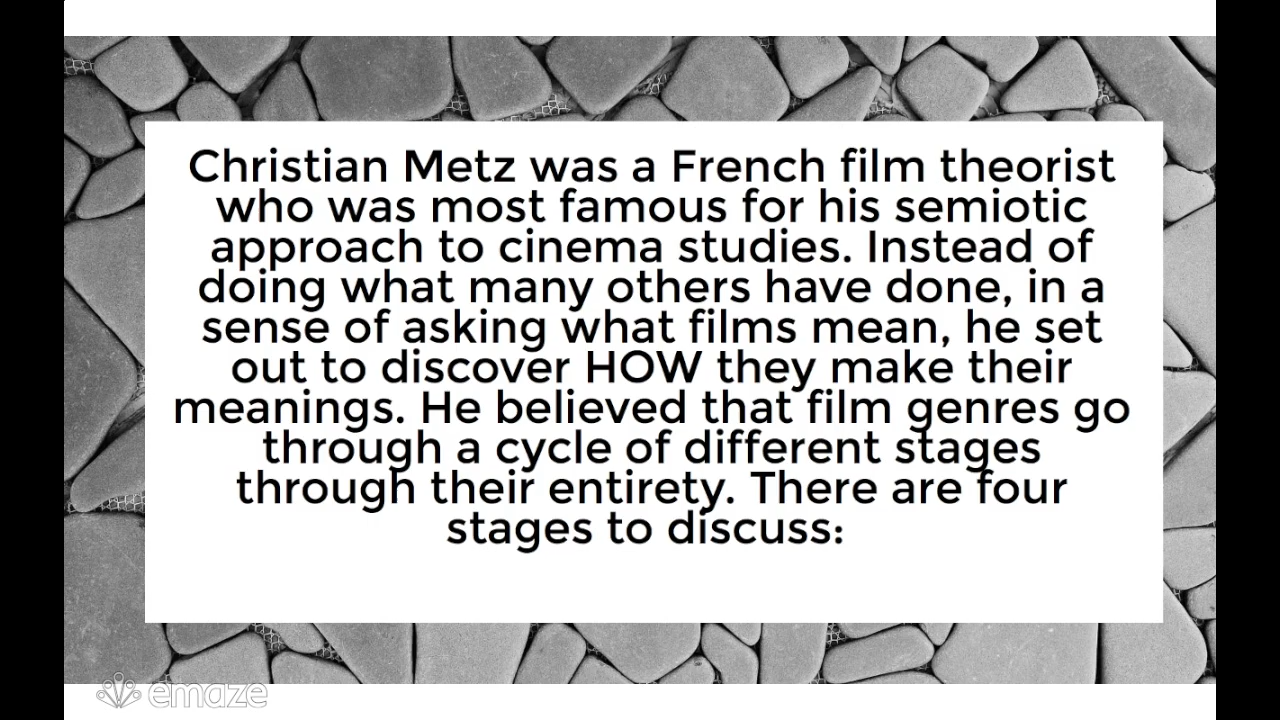 Christian Metz was a French film theorist
who was most famous for his semiotic
approach to cinema studies. Instead of
doing what many others have done, in a
sense of asking what films mean, he set
out to discover HOW they make their
meanings. He believed that film genres go
through a cycle of different stages
through their entirety. There are four
stages to discuss:
emaze